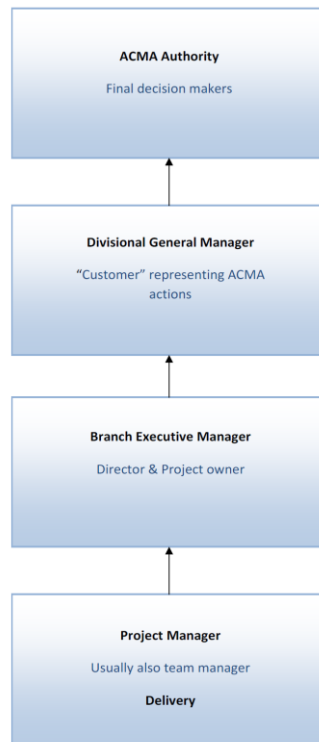 ACMA Authority
Final decision makers
Divisional General Manager
“Customer” representing ACMA
actions
Branch Executive Manager
Director & Project owner
Project Manager
Usually also team manager
Delivery